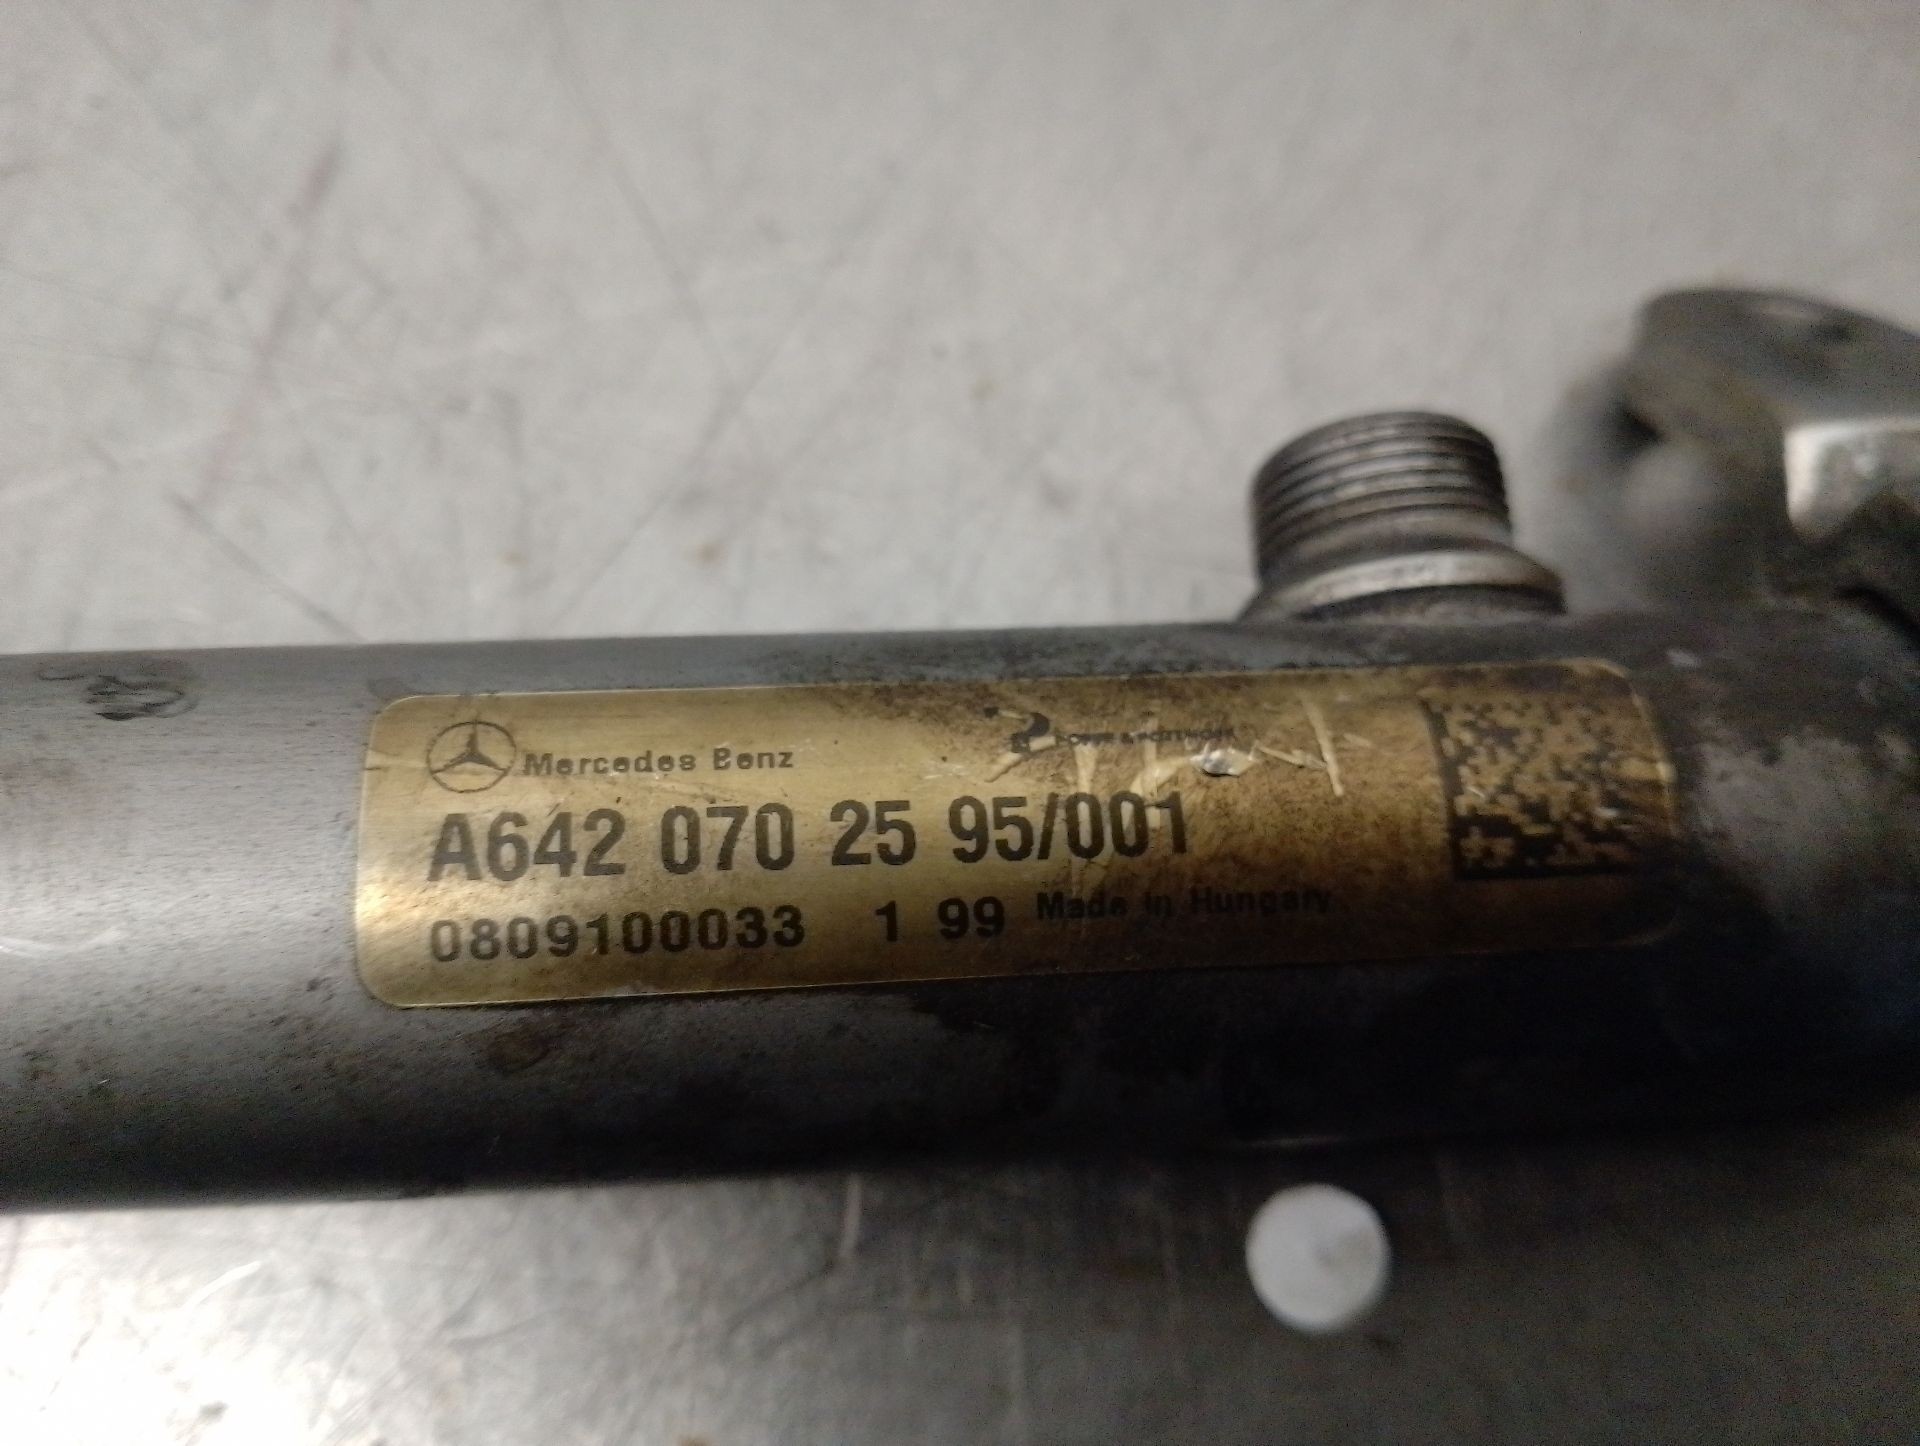 Mercedes Benz
A642 070 25 95/001
0809100033 1 99 Made in Hungary